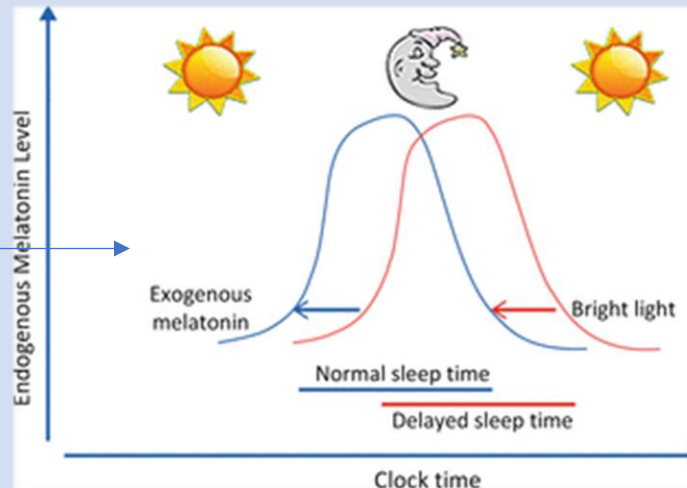 Endogenous Melatonin Level
Exogenous
melatonin
Bright light
Normal sleep time
Delayed sleep time
Clock time